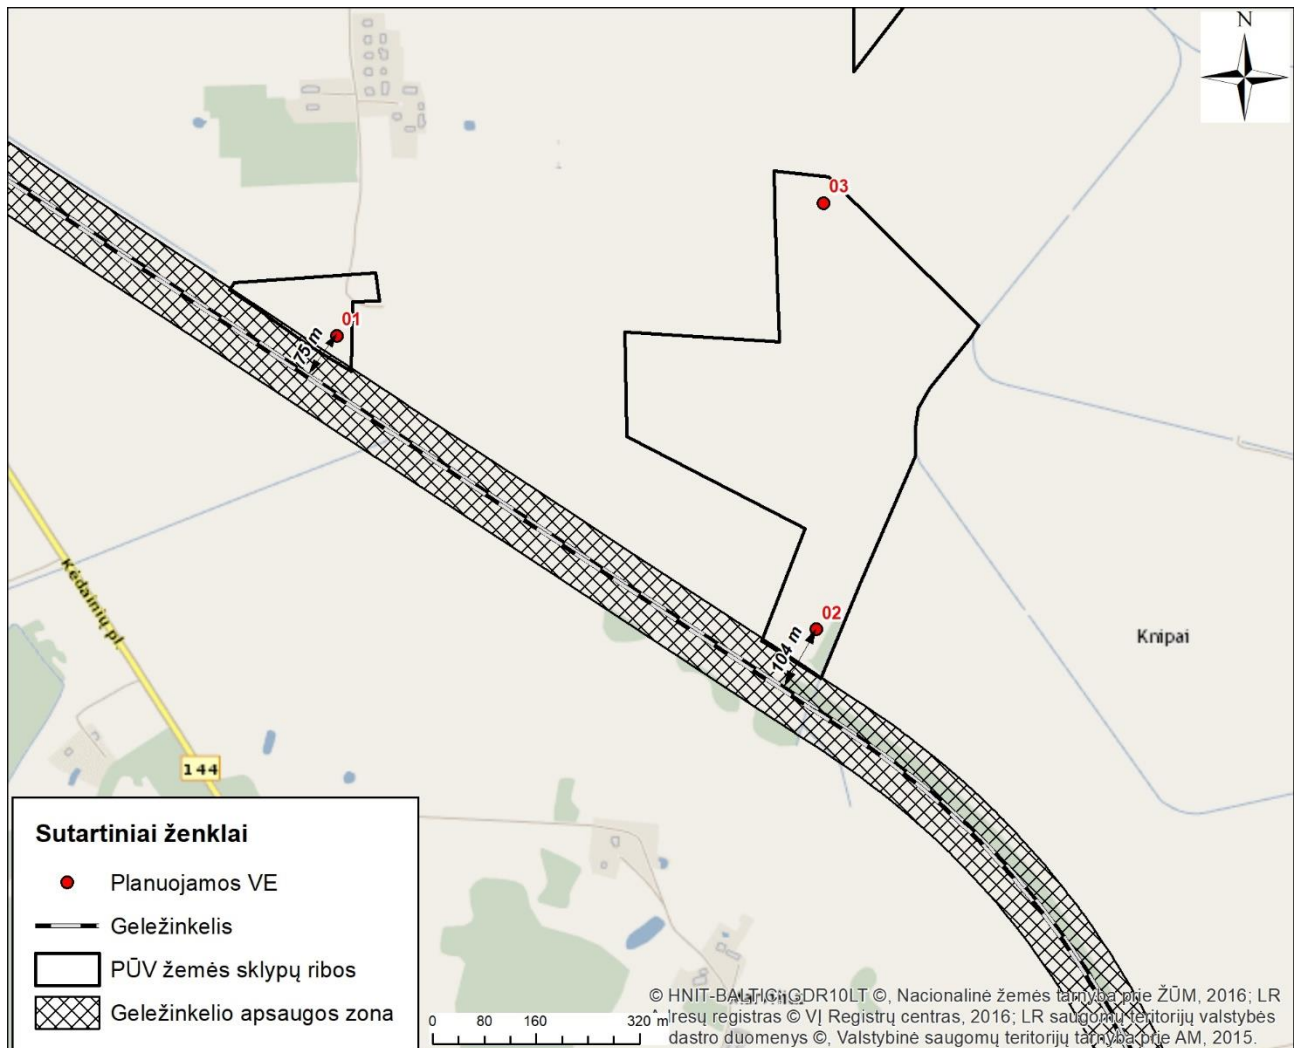 N
03
01
75 m
02
104 m
Kėdainių pl.
Knipai
144
Sutartiniai ženklai
Planuojamos VE
Geležinkelis
PŪV žemės sklypų ribos
Geležinkelio apsaugos zona
0 80 160 320 m
© HNIT-BALTIC, GDR10LT ©, Nacionalinė žemės tarnyba prie ŽŪM, 2016; LR
resų registras © VĮ Registrų centras, 2016; LR saugomų teritorijų valstybės
dastro duomenys ©, Valstybinė saugomų teritorijų tarnyba prie AM, 2015.